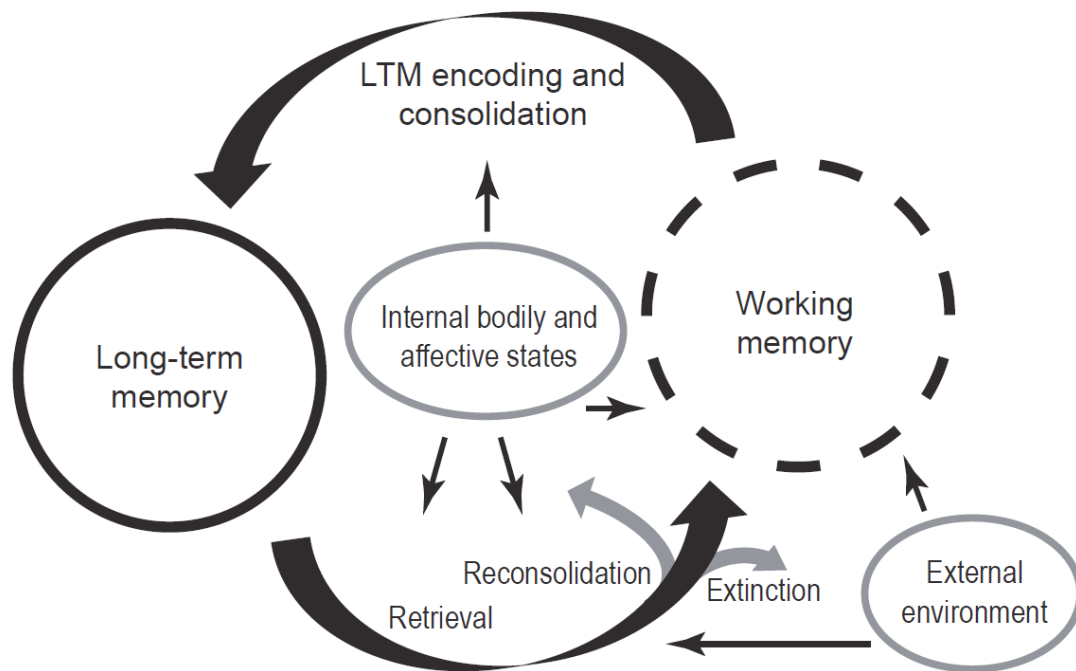 LTM encoding and
consolidation
Internal bodily and
affective states
Working
memory
Long-term
memory
Reconsolidation
Extinction
Retrieval
External
environment